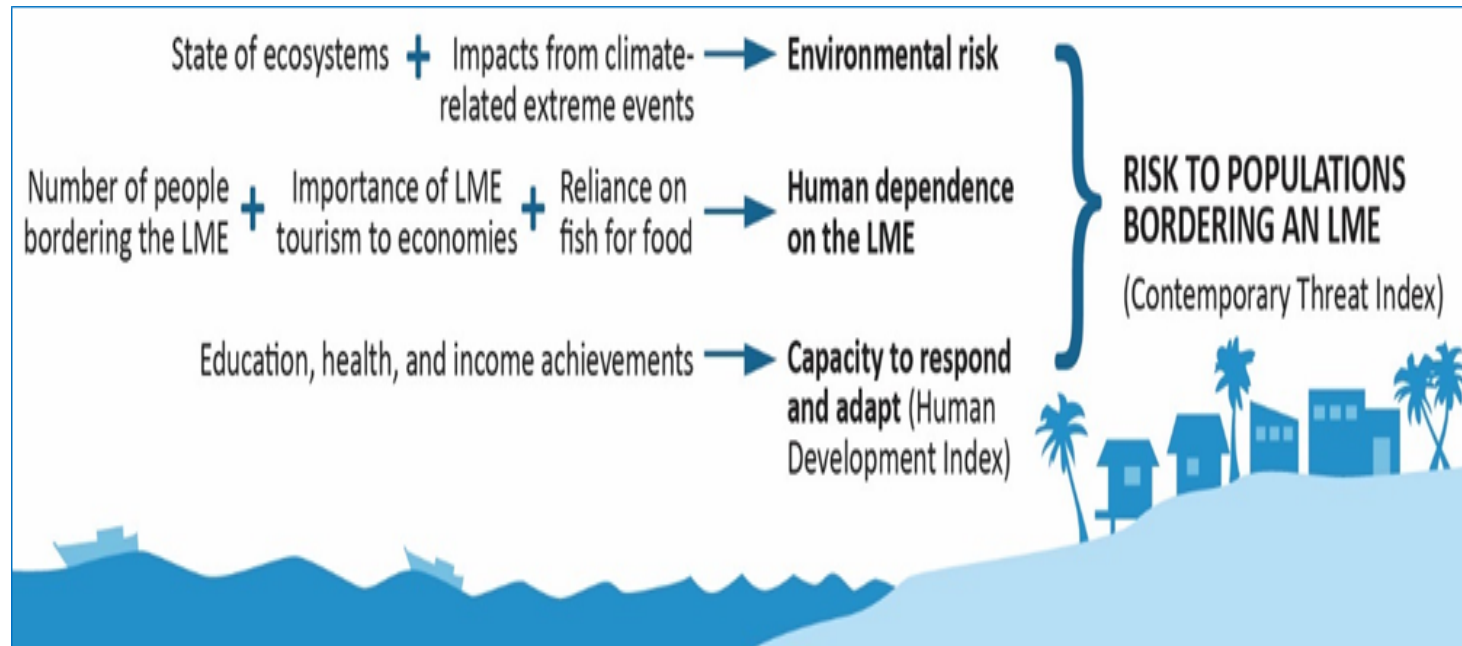 State of ecosystems + Impacts from climate-
related extreme events → Environmental risk
Number of people
bordering the LME + Importance of LME
tourism to economies + Reliance on
fish for food → Human dependence
on the LME
Education, health, and income achievements → Capacity to respond
and adapt (Human
Development Index)
RISK TO POPULATIONS
BORDERING AN LME
(Contemporary Threat Index)